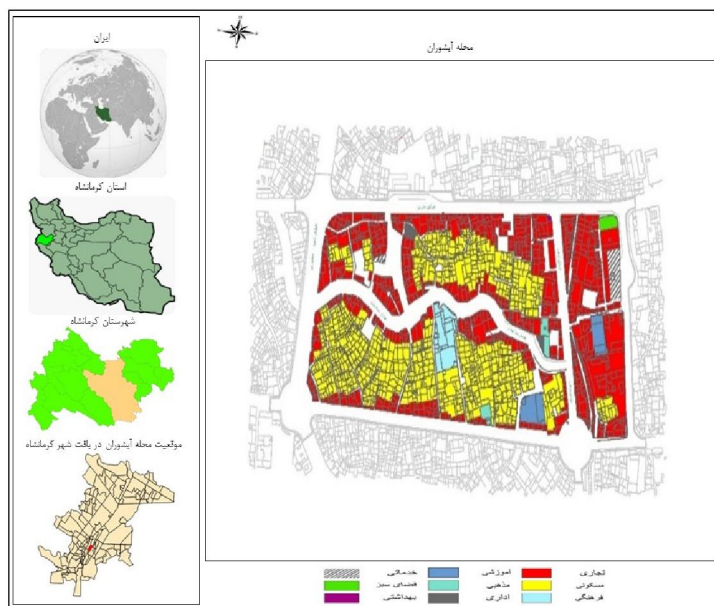 ایران
استان کرمانشاه
شهرستان کرمانشاه
موقعیت محله آبشوران در بافت شهر کرمانشاه
محله آبشوران
تجاری
آموزشی
خدماتی
مسکونی
مذهبی
فضای سبز
فرهنگی
اداری
بهداشتی